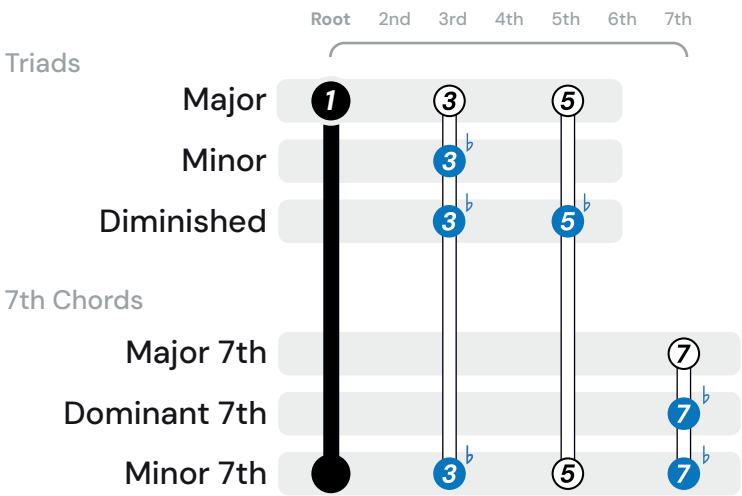 Root 2nd 3rd 4th 5th 6th 7th
Triads
Major 1 3 5
Minor 3♭
Diminished 3♭ 5♭
7th Chords
Major 7th 7
Dominant 7th 7♭
Minor 7th 3♭ 5 7♭